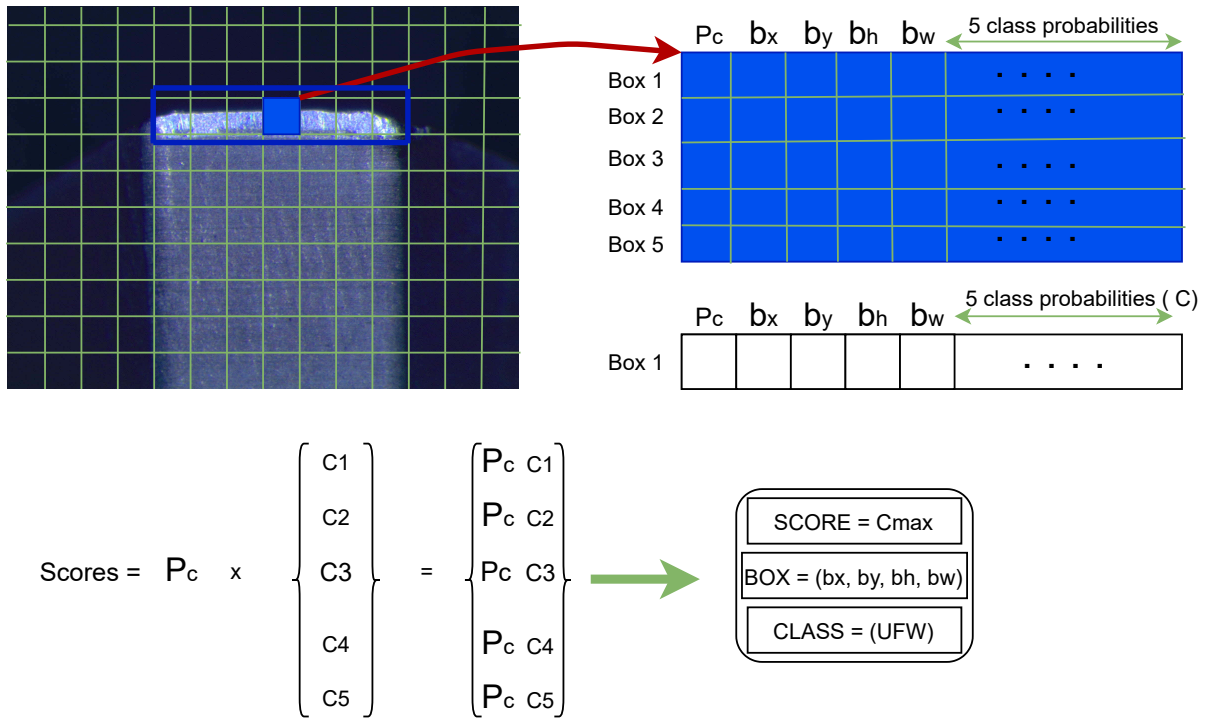 Pc bx by bh bw 5 class probabilities
Box 1 . . . .
Box 2 . . . .
Box 3 . . . .
Box 4 . . . .
Box 5 . . . .
Pc bx by bh bw 5 class probabilities ( C)
Box 1 . . . .
Scores = Pc x
C1
C2
C3
C4
C5
=
Pc C1
Pc C2
Pc C3
Pc C4
Pc C5
SCORE = Cmax
BOX = (bx, by, bh, bw)
CLASS = (UFW)